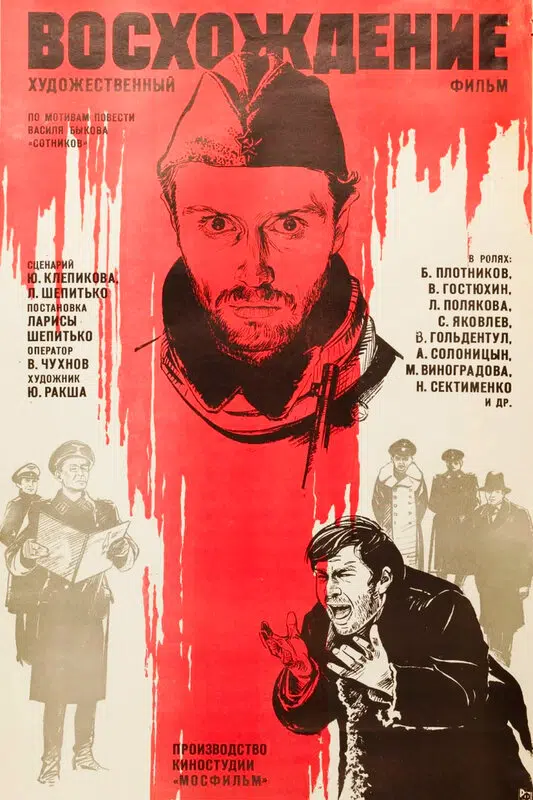 ВОСХОЖДЕНИЕ
ХУДОЖЕСТВЕННЫЙ ФИЛЬМ
ПО МОТИВАМ ПОВЕСТИ
ВАСИЛЯ БЫКОВА
«СОТНИКОВ»
СЦЕНАРИЙ
Ю. КЛЕПИКОВА,
Л. ШЕПИТЬКО
ПОСТАНОВКА
ЛАРИСЫ
ШЕПИТЬКО
ОПЕРАТОР
В. ЧУХНОВ
ХУДОЖНИК
Ю. РАКША
В РОЛЯХ:
Б. ПЛОТНИКОВ,
В. ГОСТЮХИН,
Л. ПОЛЯКОВА,
С. ЯКОВЛЕВ,
В. ГОЛЬДЕНТУЛ,
А. СОЛОНИЦЫН,
М. ВИНОГРАДОВА,
Н. СЕКТИМЕНКО
И ДР.
ПРОИЗВОДСТВО
КИНОСТУДИИ
«МОСФИЛЬМ»